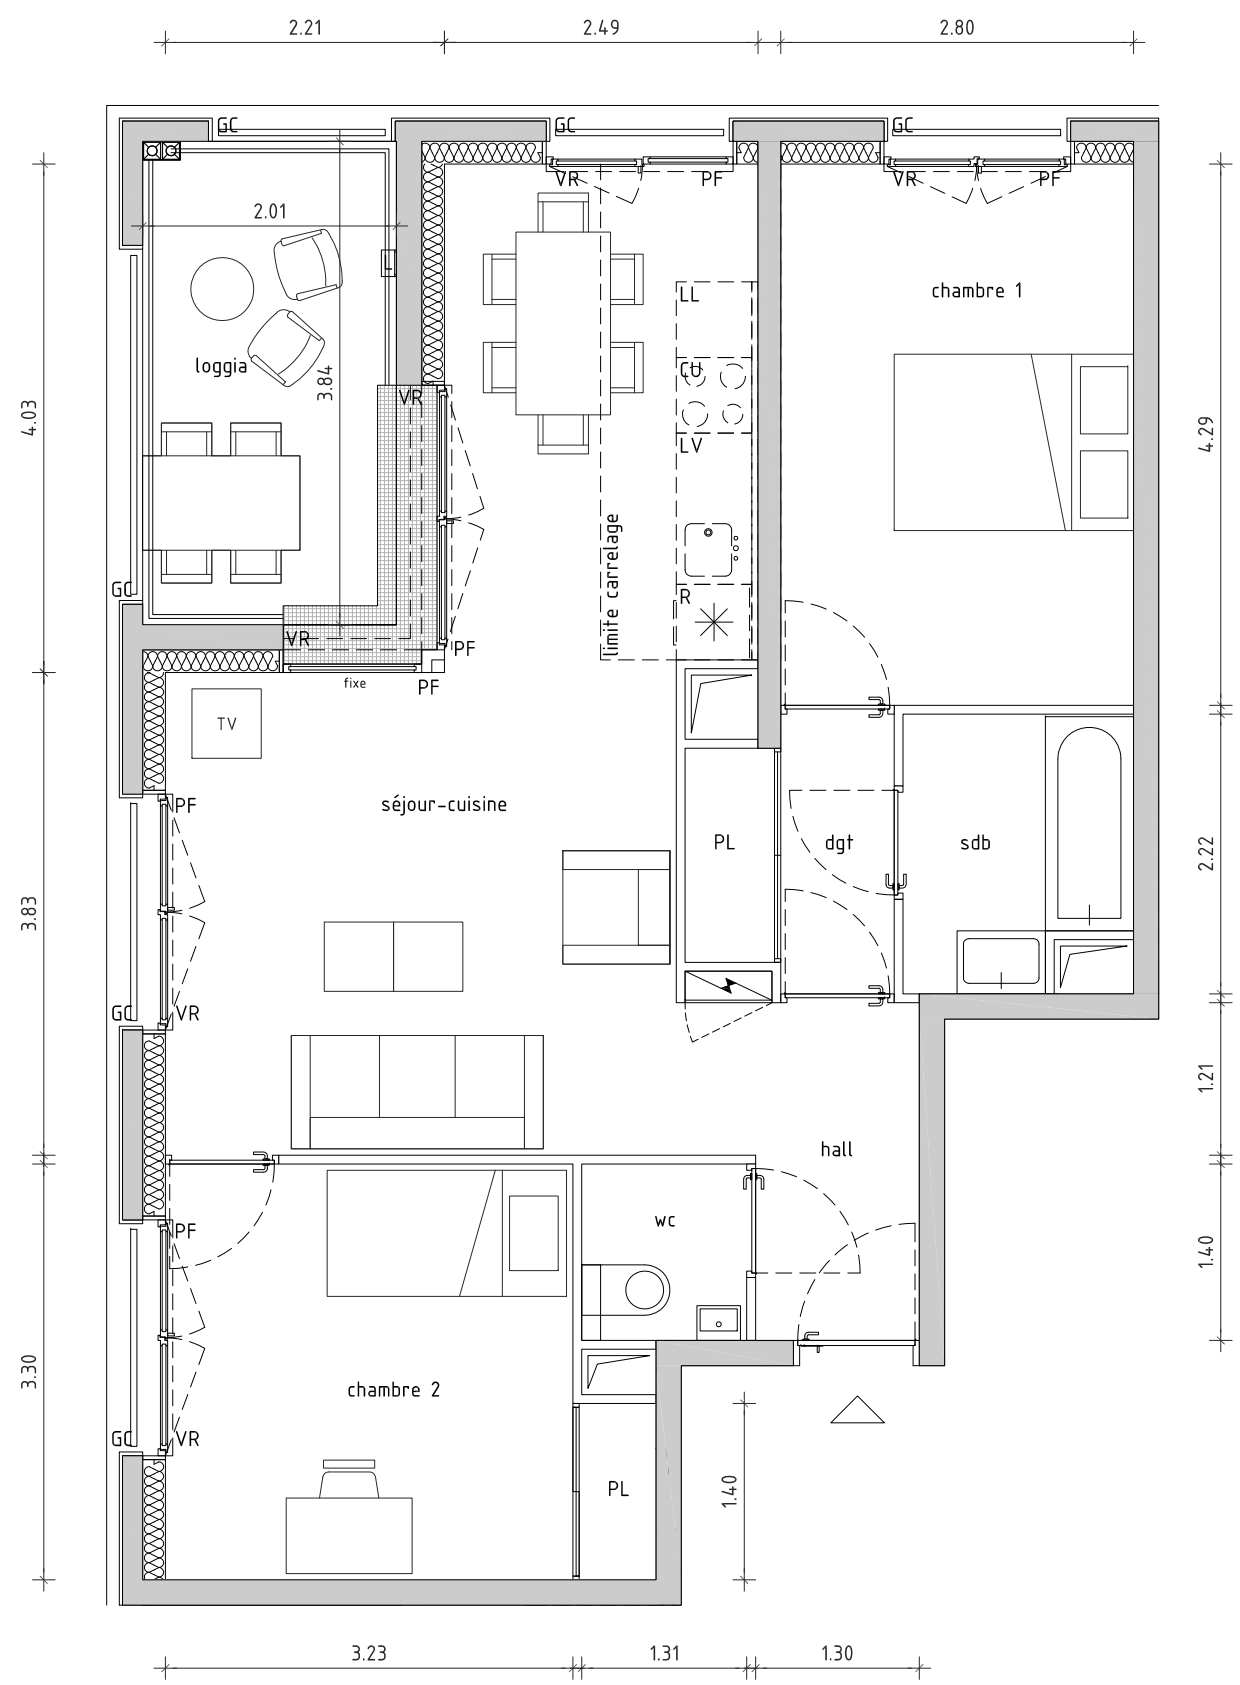 2.21
2.49
2.80
GC
GC
GC
VR
PF
VR
PF
2.01
LL
chambre 1
loggia
3.84
CU
VR
4.03
4.29
LV
limite carrelage
GC
R
VR
PF
fixe
PF
TV
séjour-cuisine
PF
PL
dgt
sdb
2.22
3.83
GC
VR
1.21
hall
PF
wc
1.40
3.30
chambre 2
GC
VR
PL
1.40
3.23
1.31
1.30